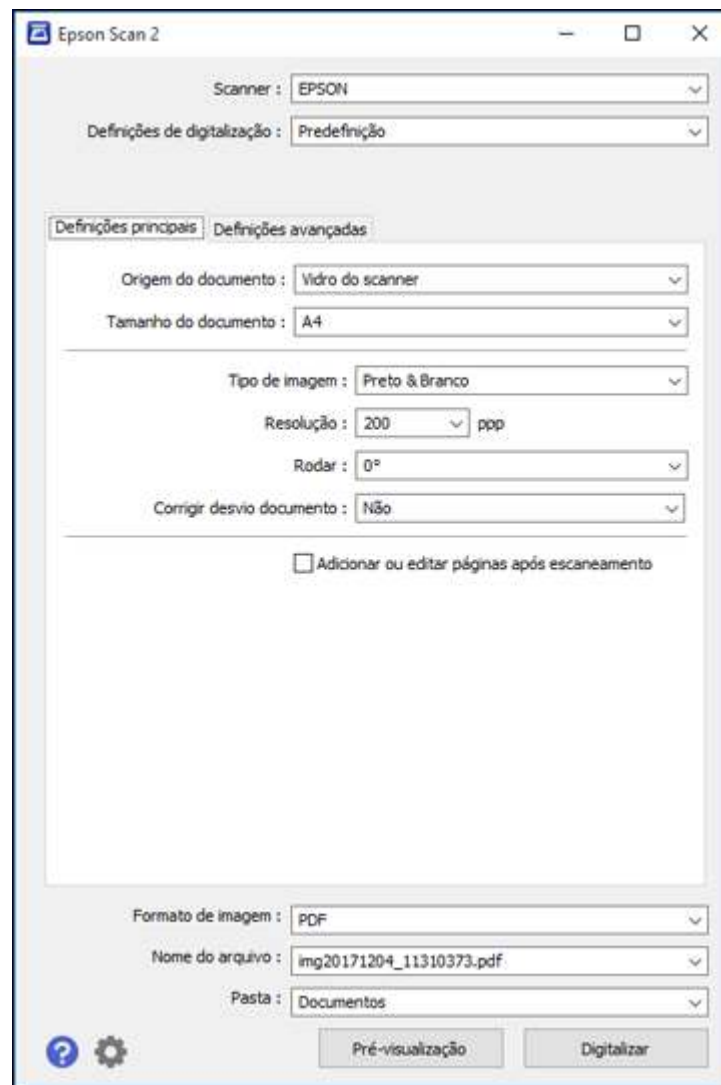 Epson Scan 2
Scanner : EPSON
Definições de digitalização : Predefinição
Definições principais Definições avançadas
Origem do documento : Vidro do scanner
Tamanho do documento : A4
Tipo de imagem : Preto & Branco
Resolução : 200 ppp
Rodar : 0°
Corrigir desvio documento : Não
Adicionar ou editar páginas após escaneamento
Formato de imagem : PDF
Nome do arquivo : img20171204_11310373.pdf
Pasta : Documentos
? Pré-visualização Digitalizar